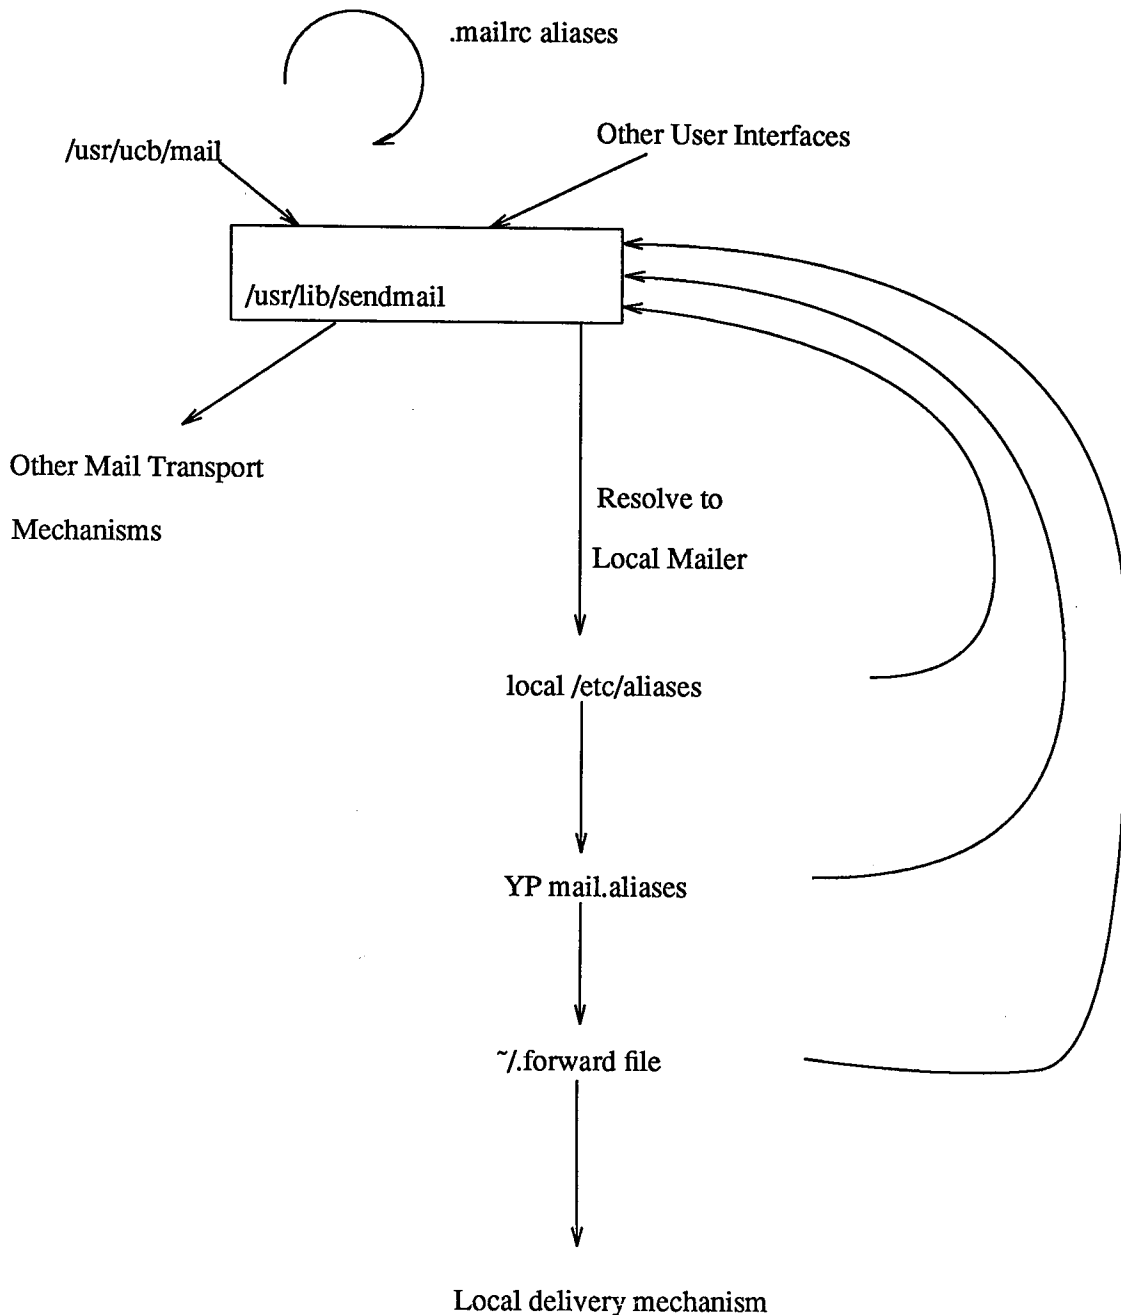 .mailrc aliases
Other User Interfaces
/usr/ucb/mail
/usr/lib/sendmail
Other Mail Transport
Mechanisms
Resolve to
Local Mailer
local /etc/aliases
YP mail.aliases
~/.forward file
Local delivery mechanism